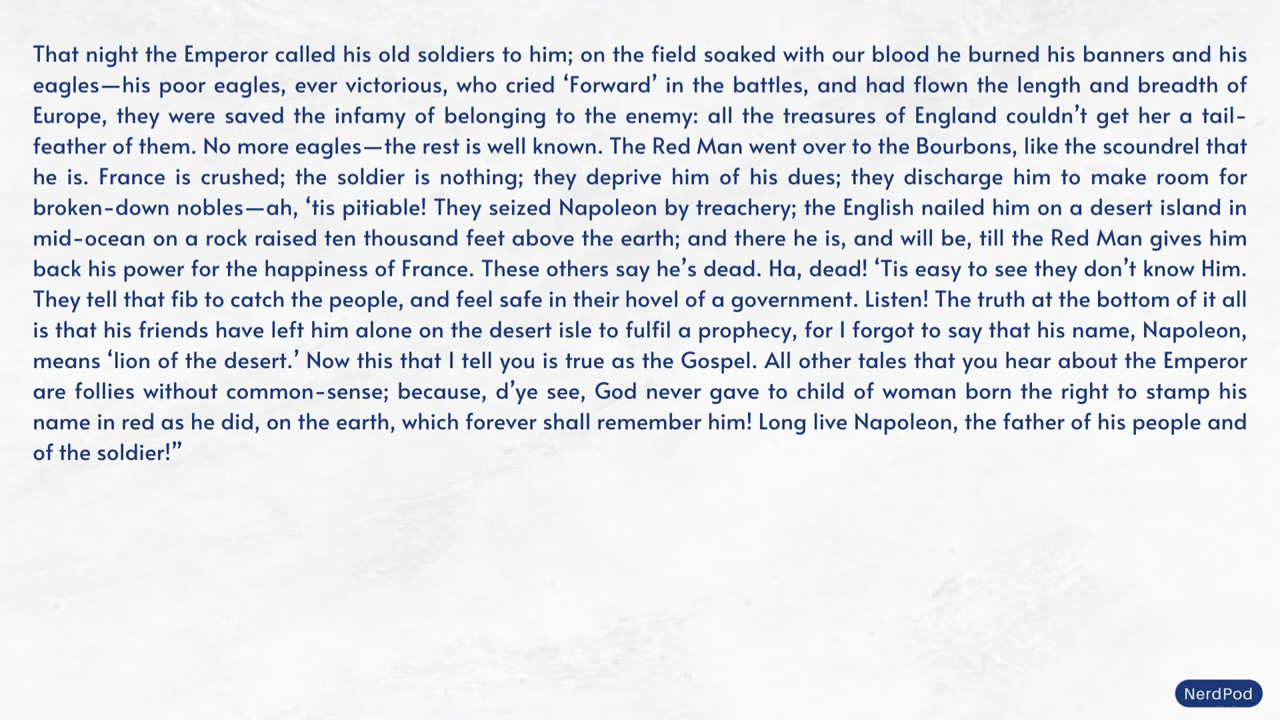 That night the Emperor called his old soldiers to him; on the field soaked with our blood he burned his banners and his
eagles—his poor eagles, ever victorious, who cried ‘Forward’ in the battles, and had flown the length and breadth of
Europe, they were saved the infamy of belonging to the enemy: all the treasures of England couldn’t get her a tail-
feather of them. No more eagles—the rest is well known. The Red Man went over to the Bourbons, like the scoundrel that
he is. France is crushed; the soldier is nothing; they deprive him of his dues; they discharge him to make room for
broken-down nobles—ah, ‘tis pitiable! They seized Napoleon by treachery; the English nailed him on a desert island in
mid-ocean on a rock raised ten thousand feet above the earth; and there he is, and will be, till the Red Man gives him
back his power for the happiness of France. These others say he’s dead. Ha, dead! ‘Tis easy to see they don’t know Him.
They tell that fib to catch the people, and feel safe in their hovel of a government. Listen! The truth at the bottom of it all
is that his friends have left him alone on the desert isle to fulfil a prophecy, for I forgot to say that his name, Napoleon,
means ‘lion of the desert.’ Now this that I tell you is true as the Gospel. All other tales that you hear about the Emperor
are follies without common-sense; because, d’ye see, God never gave to child of woman born the right to stamp his
name in red as he did, on the earth, which forever shall remember him! Long live Napoleon, the father of his people and
of the soldier!”
NerdPod